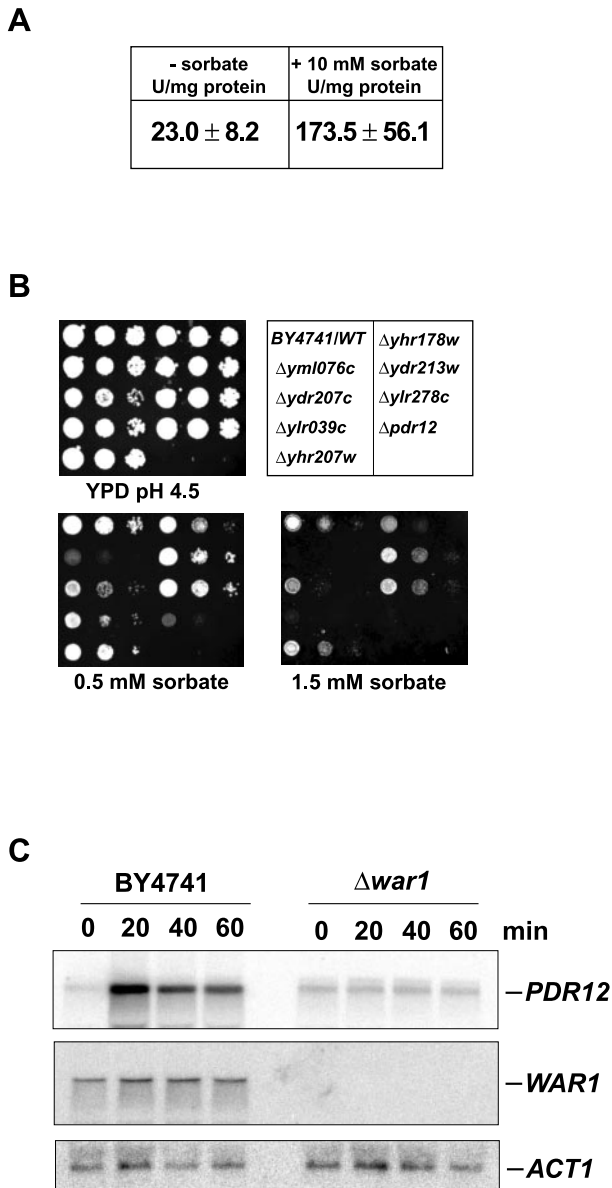 A
- sorbate
U/mg protein
+ 10 mM sorbate
U/mg protein
23.0 ± 8.2
173.5 ± 56.1
B
BY4741/WT
Δyml076c
Δydr207c
Δylr039c
Δyhr207w
Δyhr178w
Δydr213w
Δylr278c
Δpdr12
YPD pH 4.5
0.5 mM sorbate
1.5 mM sorbate
C
BY4741
Δwar1
0 20 40 60 0 20 40 60 min
PDR12
WAR1
ACT1